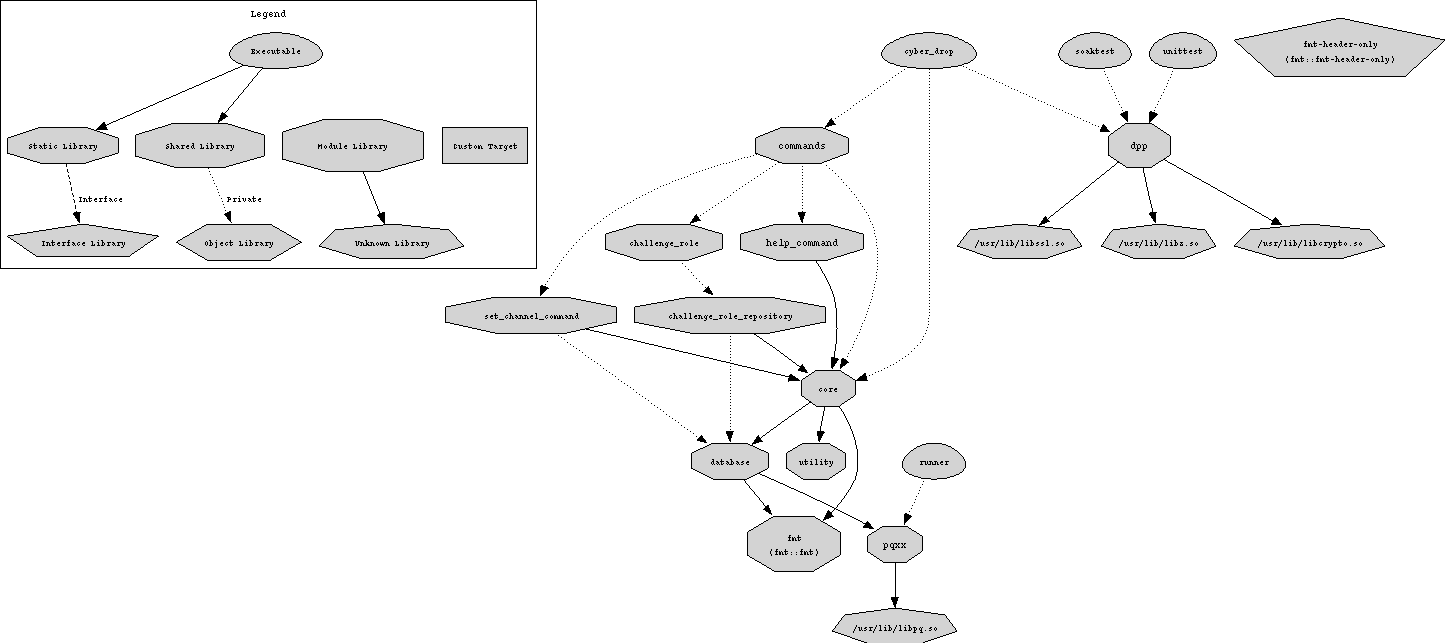 Legend
Executable
cyber_drop
soaktest
unittest
fmt-header-only
(fmt::fmt-header-only)
Static Library
Shared Library
Module Library
Custom Target
commands
dpp
Interface
Private
Interface Library
Object Library
Unknown Library
challenge_role
help_command
/usr/lib/libssl.so
/usr/lib/libz.so
/usr/lib/libcrypto.so
set_channel_command
challenge_role_repository
core
database
utility
runner
fmt
(fmt::fmt)
pqxx
/usr/lib/libpq.so